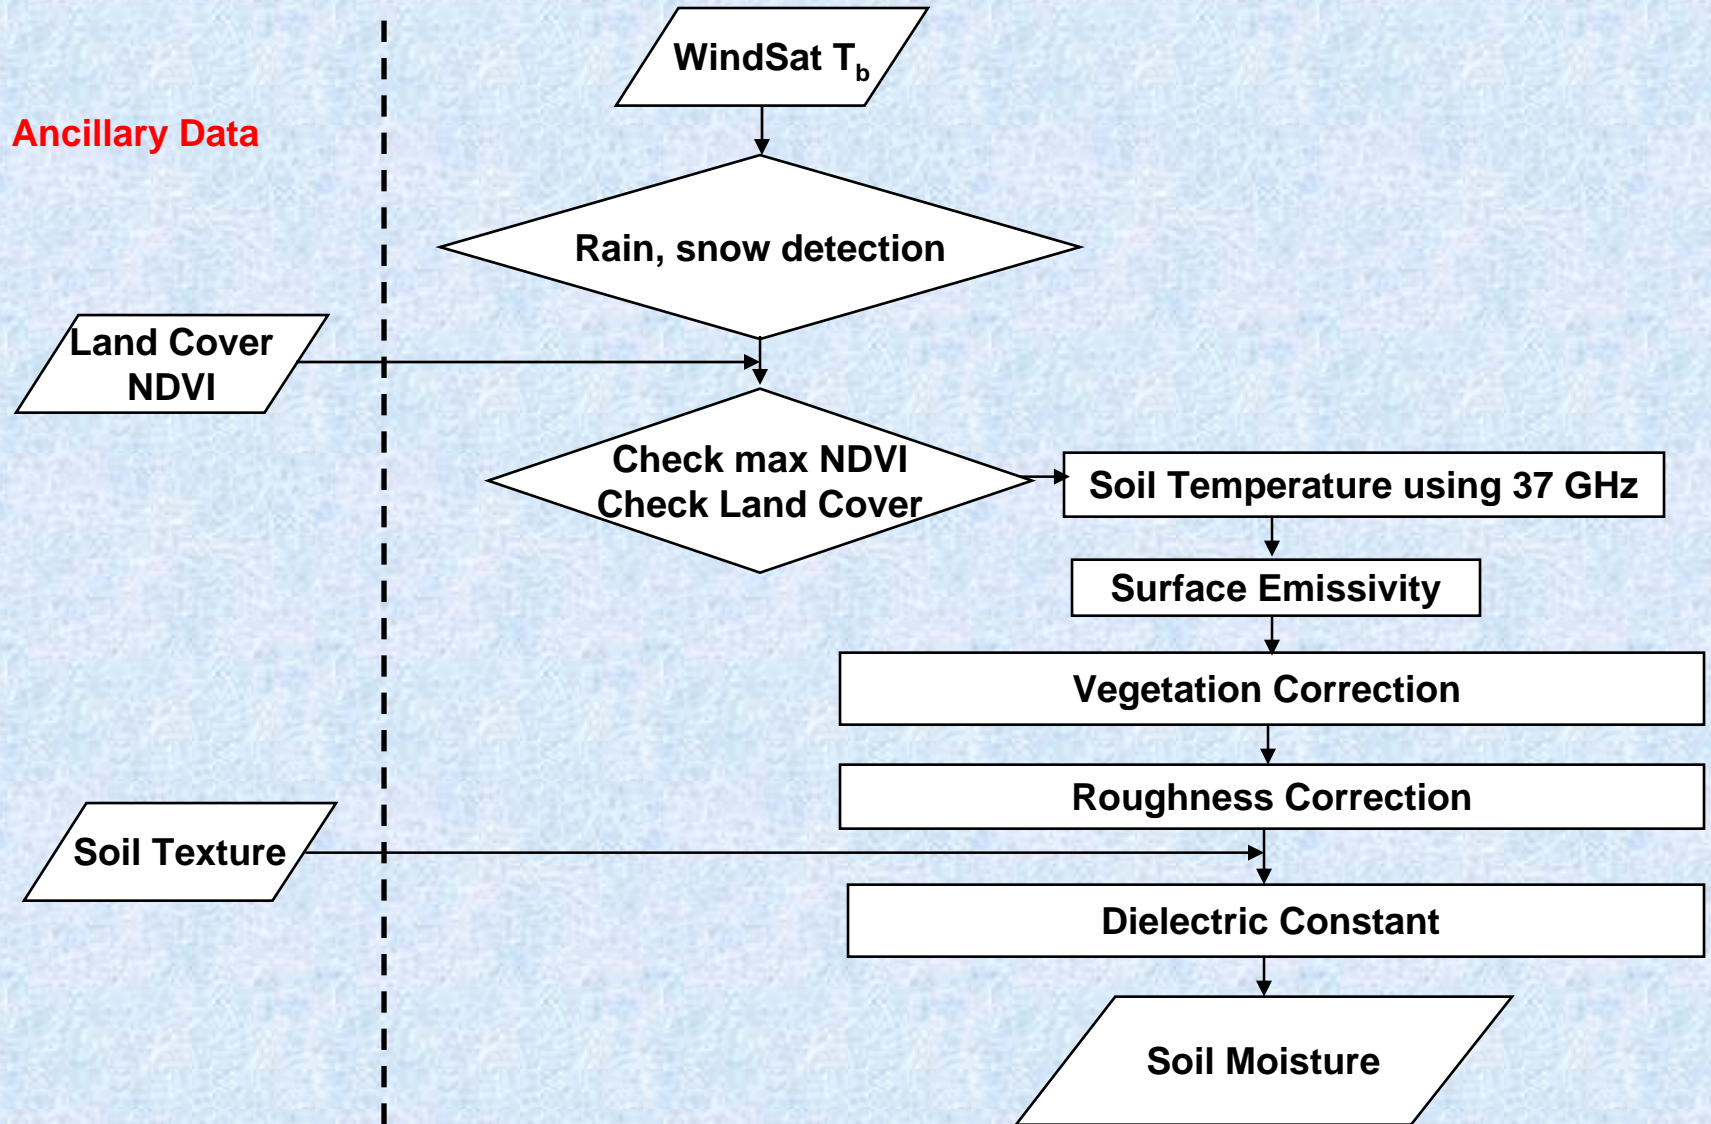 WindSat T_b
Ancillary Data
Rain, snow detection
Land Cover
NDVI
Check max NDVI
Check Land Cover
Soil Temperature using 37 GHz
Surface Emissivity
Vegetation Correction
Roughness Correction
Soil Texture
Dielectric Constant
Soil Moisture